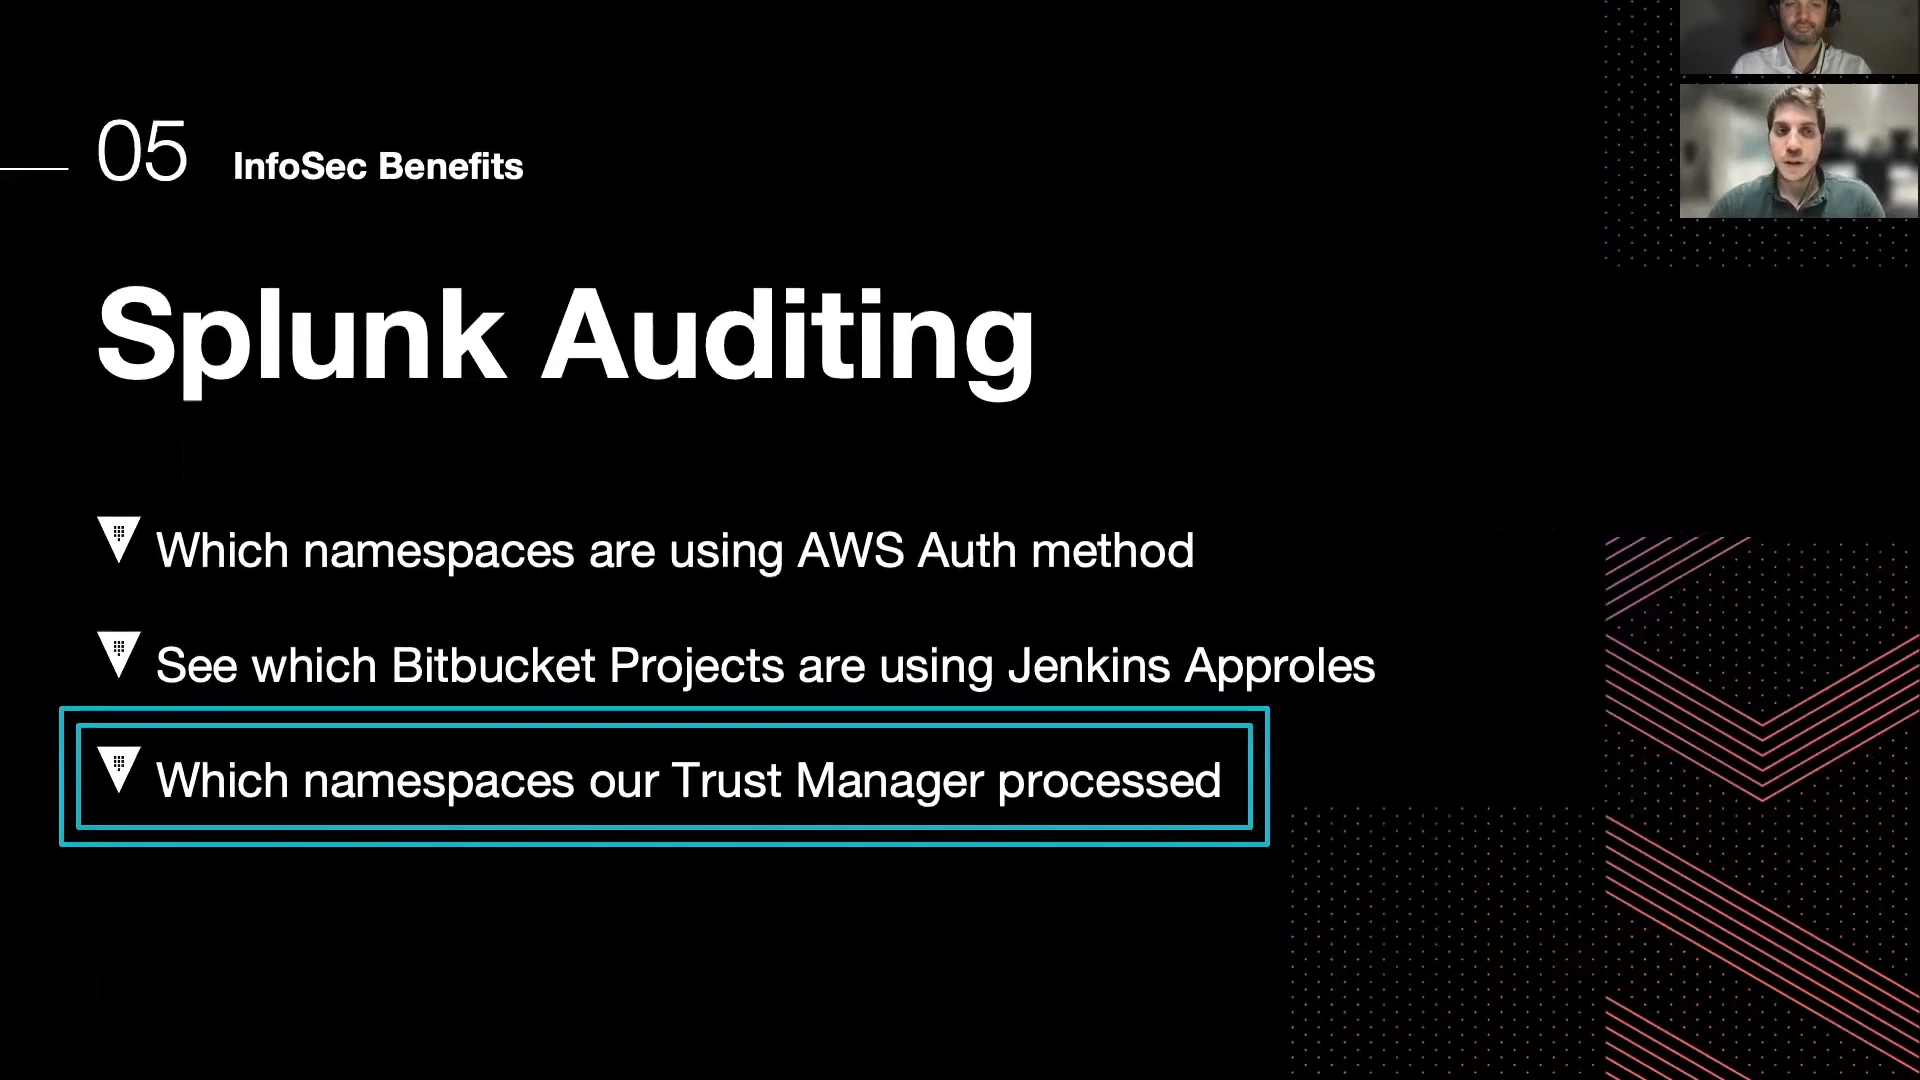 05 InfoSec Benefits
Splunk Auditing
Which namespaces are using AWS Auth method
See which Bitbucket Projects are using Jenkins Approles
Which namespaces our Trust Manager processed